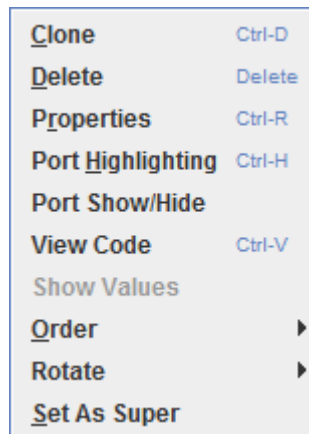 Clone Ctrl-D
Delete Delete
Properties Ctrl-R
Port Highlighting Ctrl-H
Port Show/Hide
View Code Ctrl-V
Show Values
Order
Rotate
Set As Super